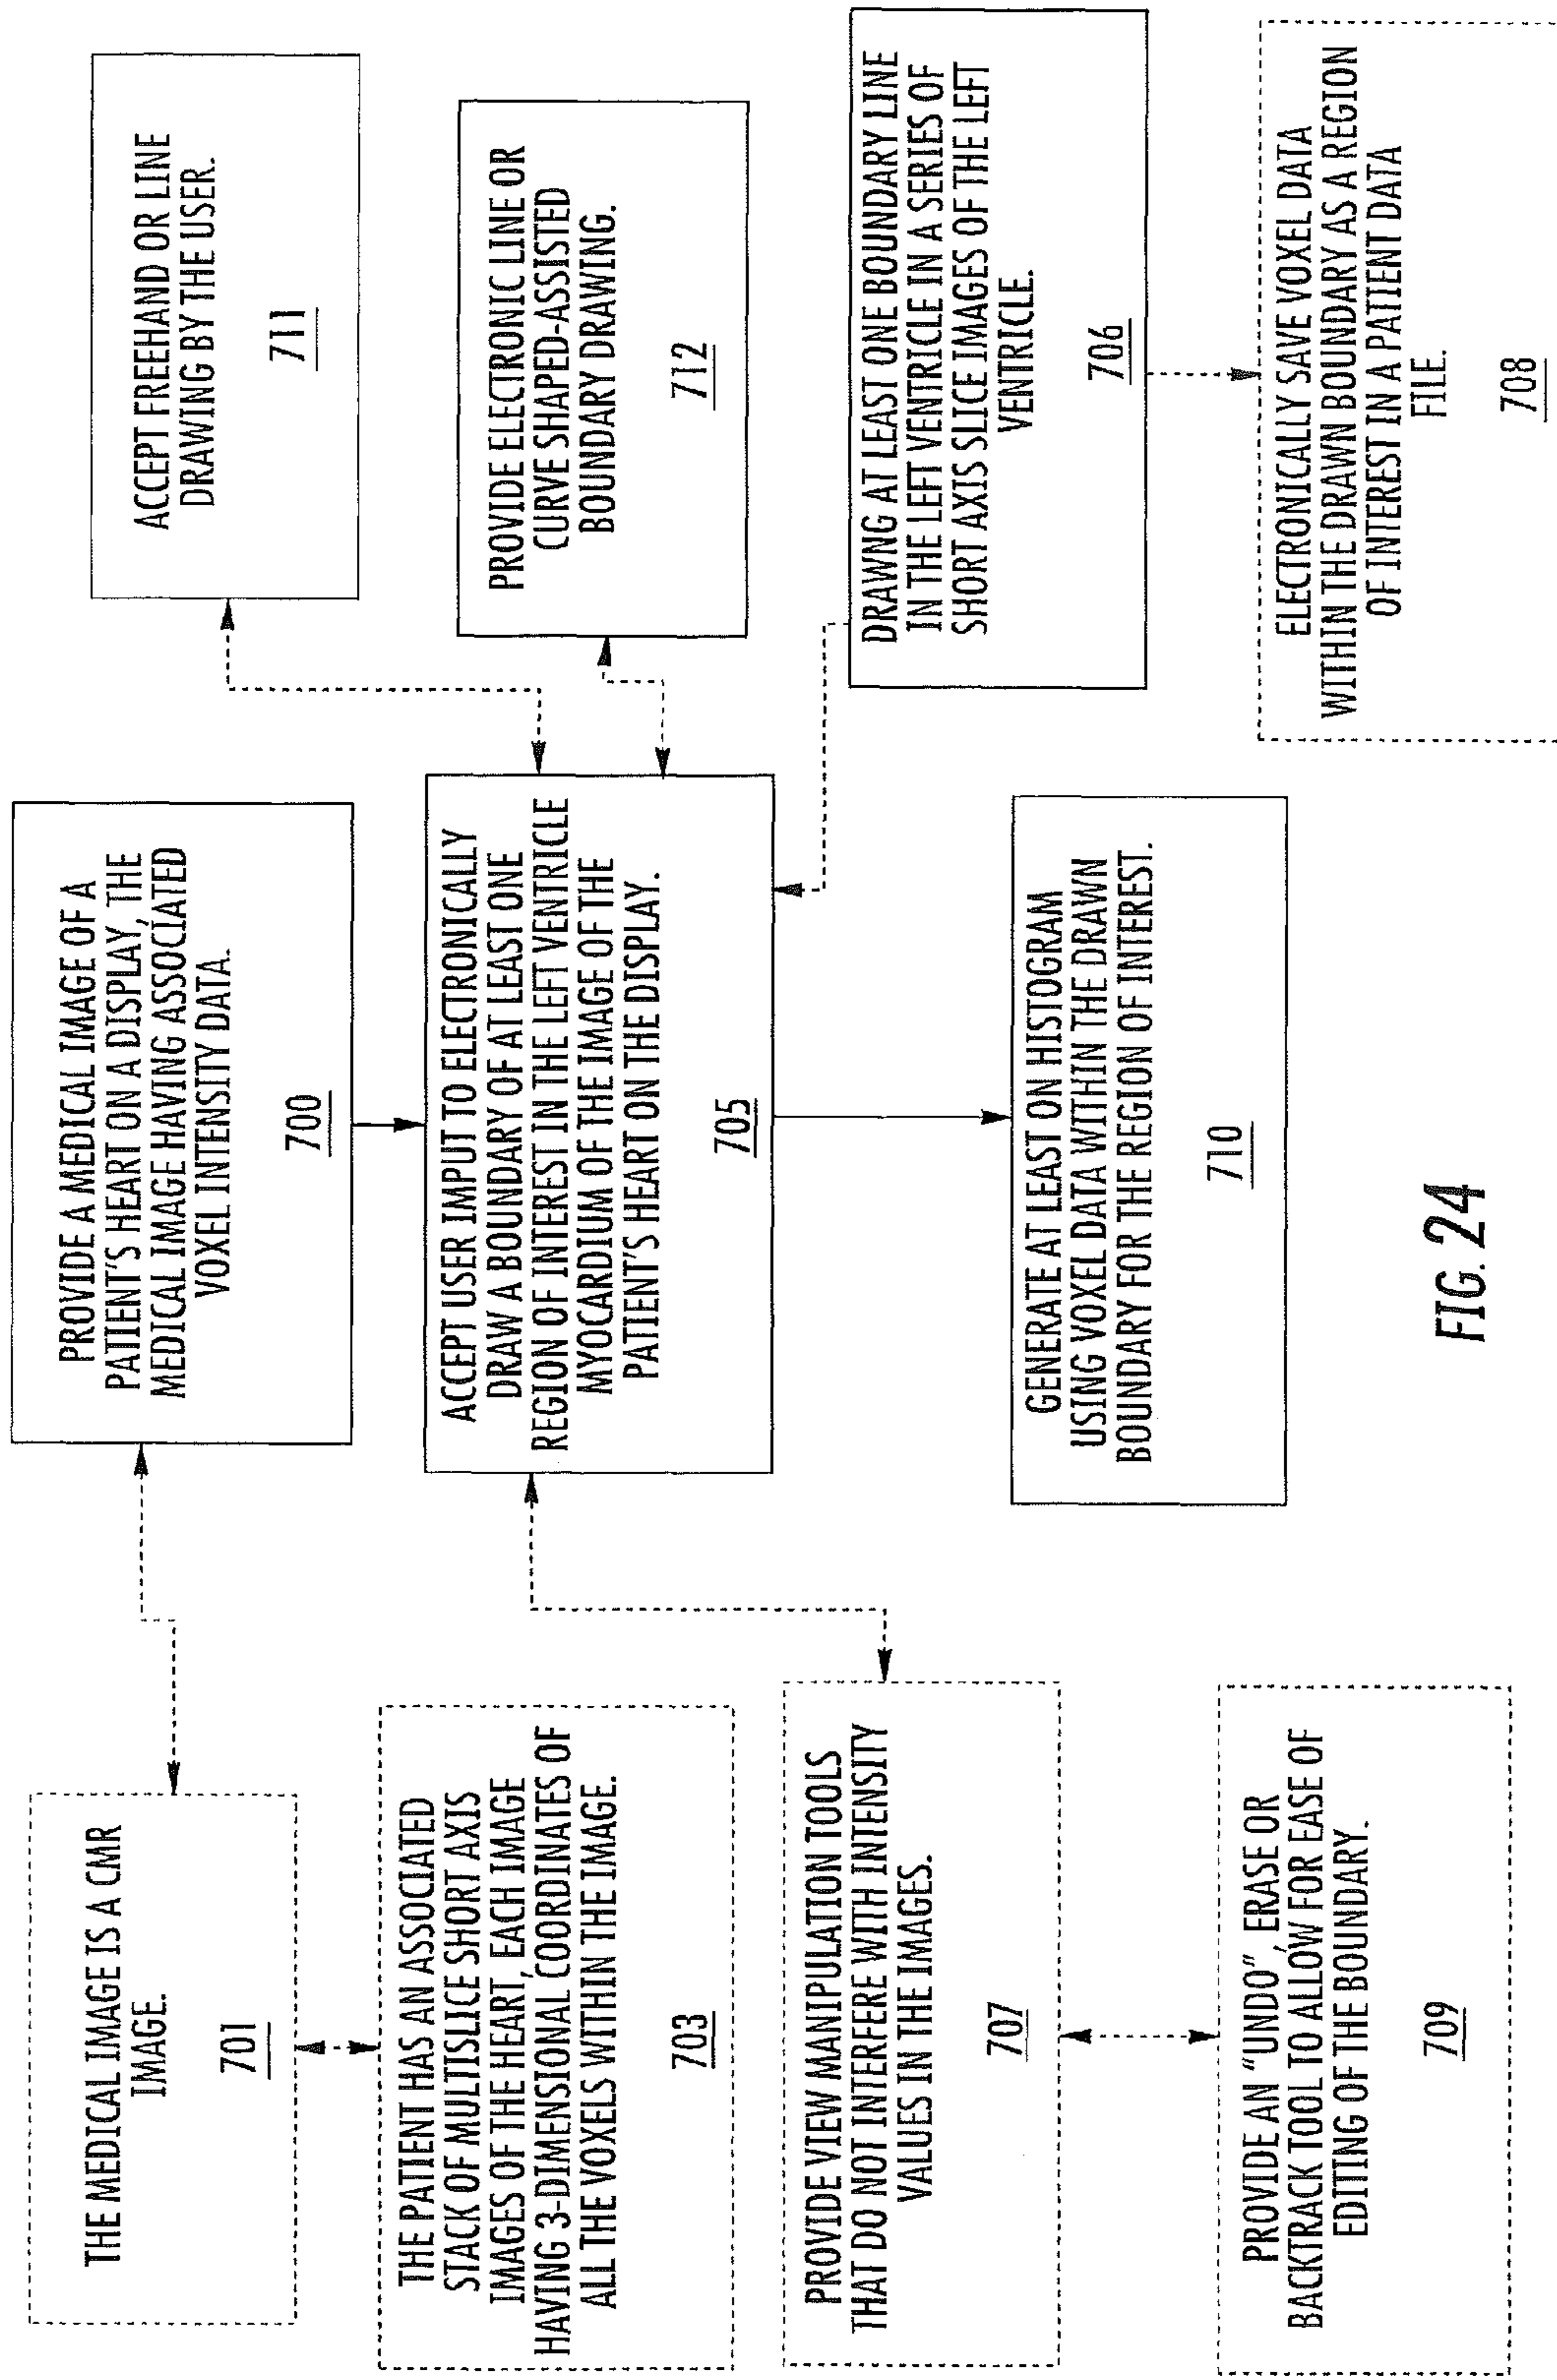 THE MEDICAL IMAGE IS A CMR
IMAGE.
701
THE PATIENT HAS AN ASSOCIATED
STACK OF MULTISLICE SHORT AXIS
IMAGES OF THE HEART, EACH IMAGE
HAVING 3-DIMENSIONAL COORDINATES OF
ALL THE VOXELS WITHIN THE IMAGE.
703
PROVIDE VIEW MANIPULATION TOOLS
THAT DO NOT INTERFERE WITH INTENSITY
VALUES IN THE IMAGES.
707
PROVIDE AN "UNDO", ERASE OR
BACKTRACK TOOL TO ALLOW FOR EASE OF
EDITING OF THE BOUNDARY.
709
PROVIDE A MEDICAL IMAGE OF A
PATIENT'S HEART ON A DISPLAY, THE
MEDICAL IMAGE HAVING ASSOCIATED
VOXEL INTENSITY DATA.
700
ACCEPT USER IMPUT TO ELECTRONICALLY
DRAW A BOUNDARY OF AT LEAST ONE
REGION OF INTEREST IN THE LEFT VENTRICLE
MYOCARDIUM OF THE IMAGE OF THE
PATIENT'S HEART ON THE DISPLAY.
705
GENERATE AT LEAST ON HISTOGRAM
USING VOXEL DATA WITHIN THE DRAWN
BOUNDARY FOR THE REGION OF INTEREST.
710
ACCEPT FREEHAND OR LINE
DRAWING BY THE USER.
711
PROVIDE ELECTRONIC LINE OR
CURVE SHAPED-ASSISTED
BOUNDARY DRAWING.
712
DRAWNG AT LEAST ONE BOUNDARY LINE
IN THE LEFT VENTRICLE IN A SERIES OF
SHORT AXIS SLICE IMAGES OF THE LEFT
VENTRICLE.
706
ELECTRONICALLY SAVE VOXEL DATA
WITHIN THE DRAWN BOUNDARY AS A REGION
OF INTEREST IN A PATIENT DATA
FILE.
708
FIG. 24